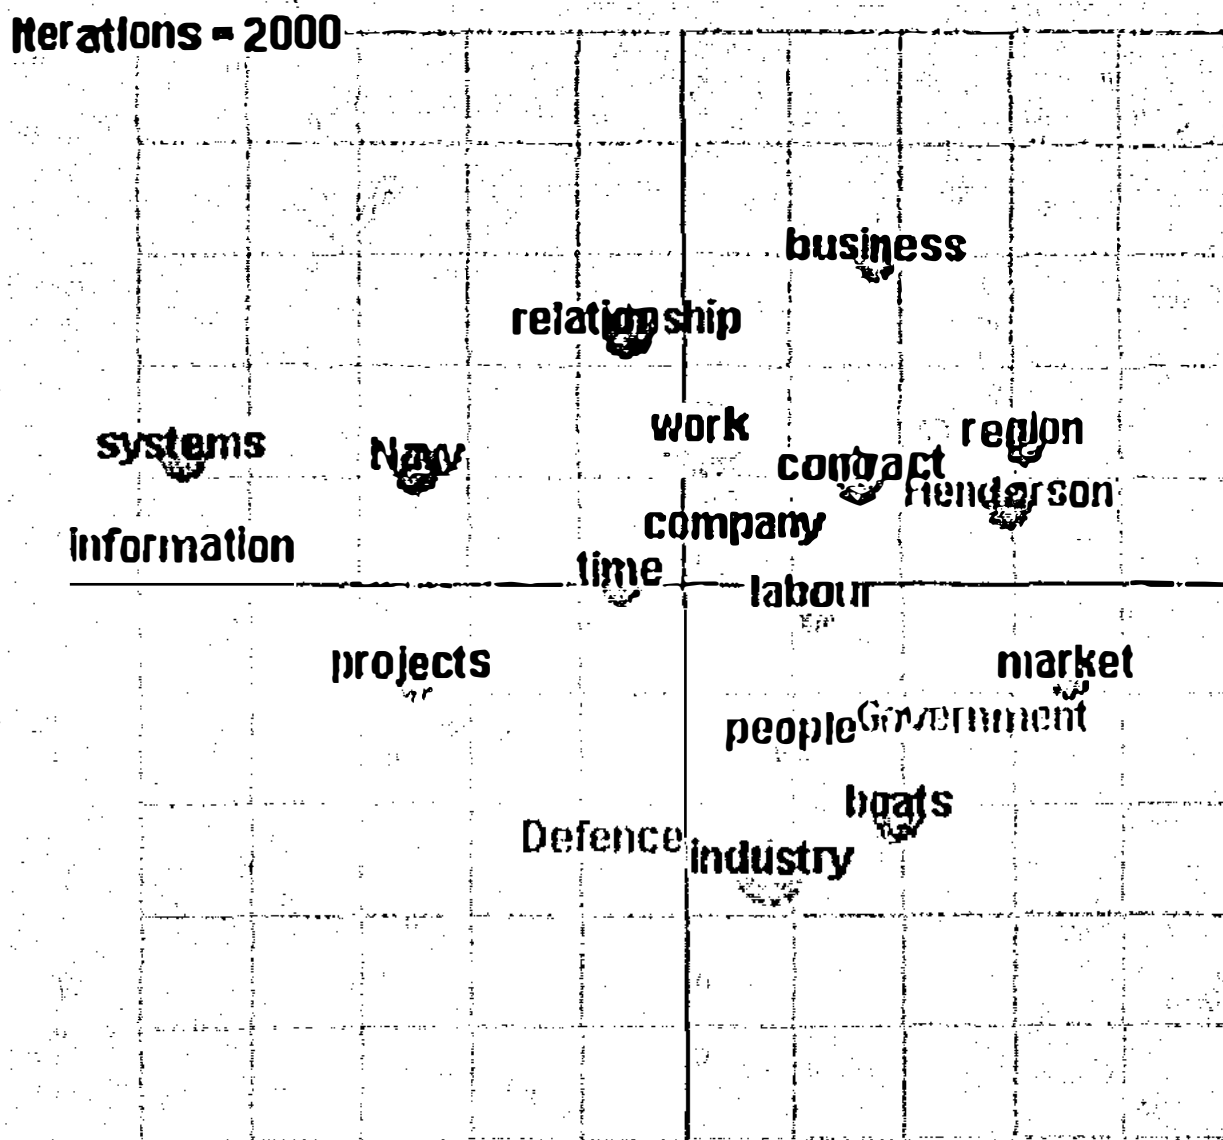 Iterations = 2000
business
relationship
work
region
systems
Navy
contract
Henderson
company
information
time
labour
projects
market
people
Government
boats
Defence
industry